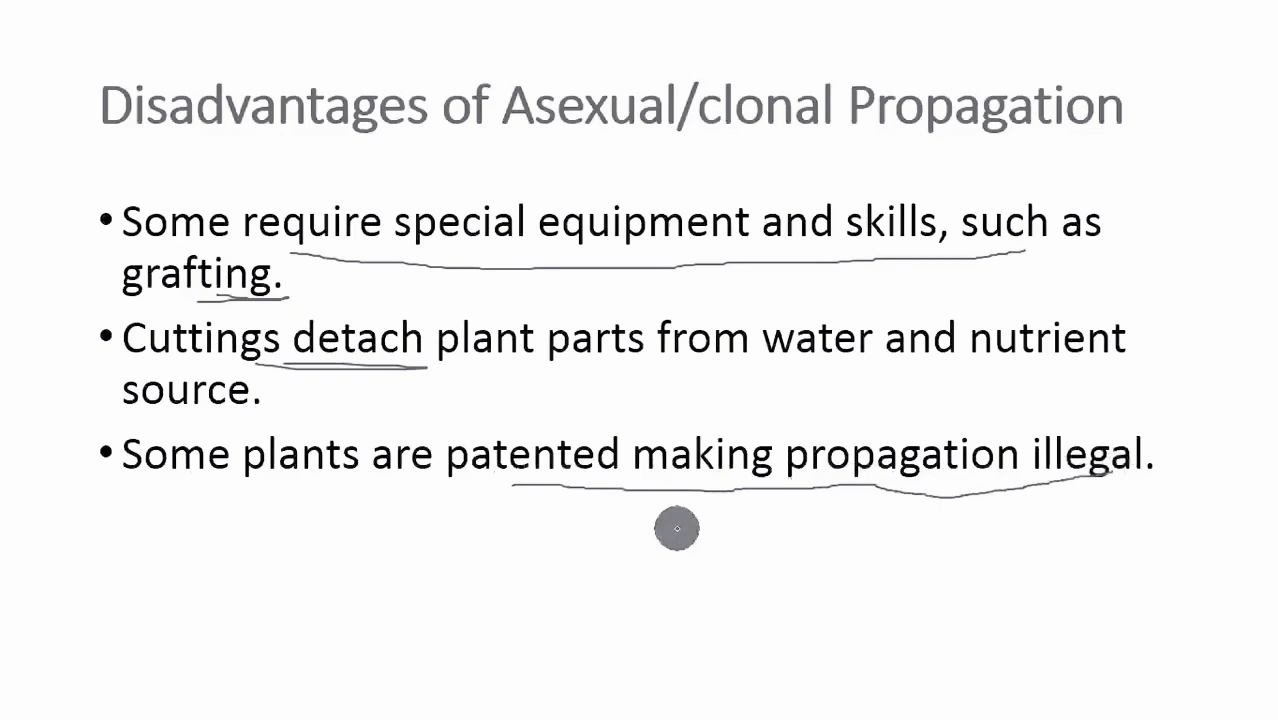 Disadvantages of Asexual/clonal Propagation
• Some require special equipment and skills, such as
grafting.
• Cuttings detach plant parts from water and nutrient
source.
• Some plants are patented making propagation illegal.